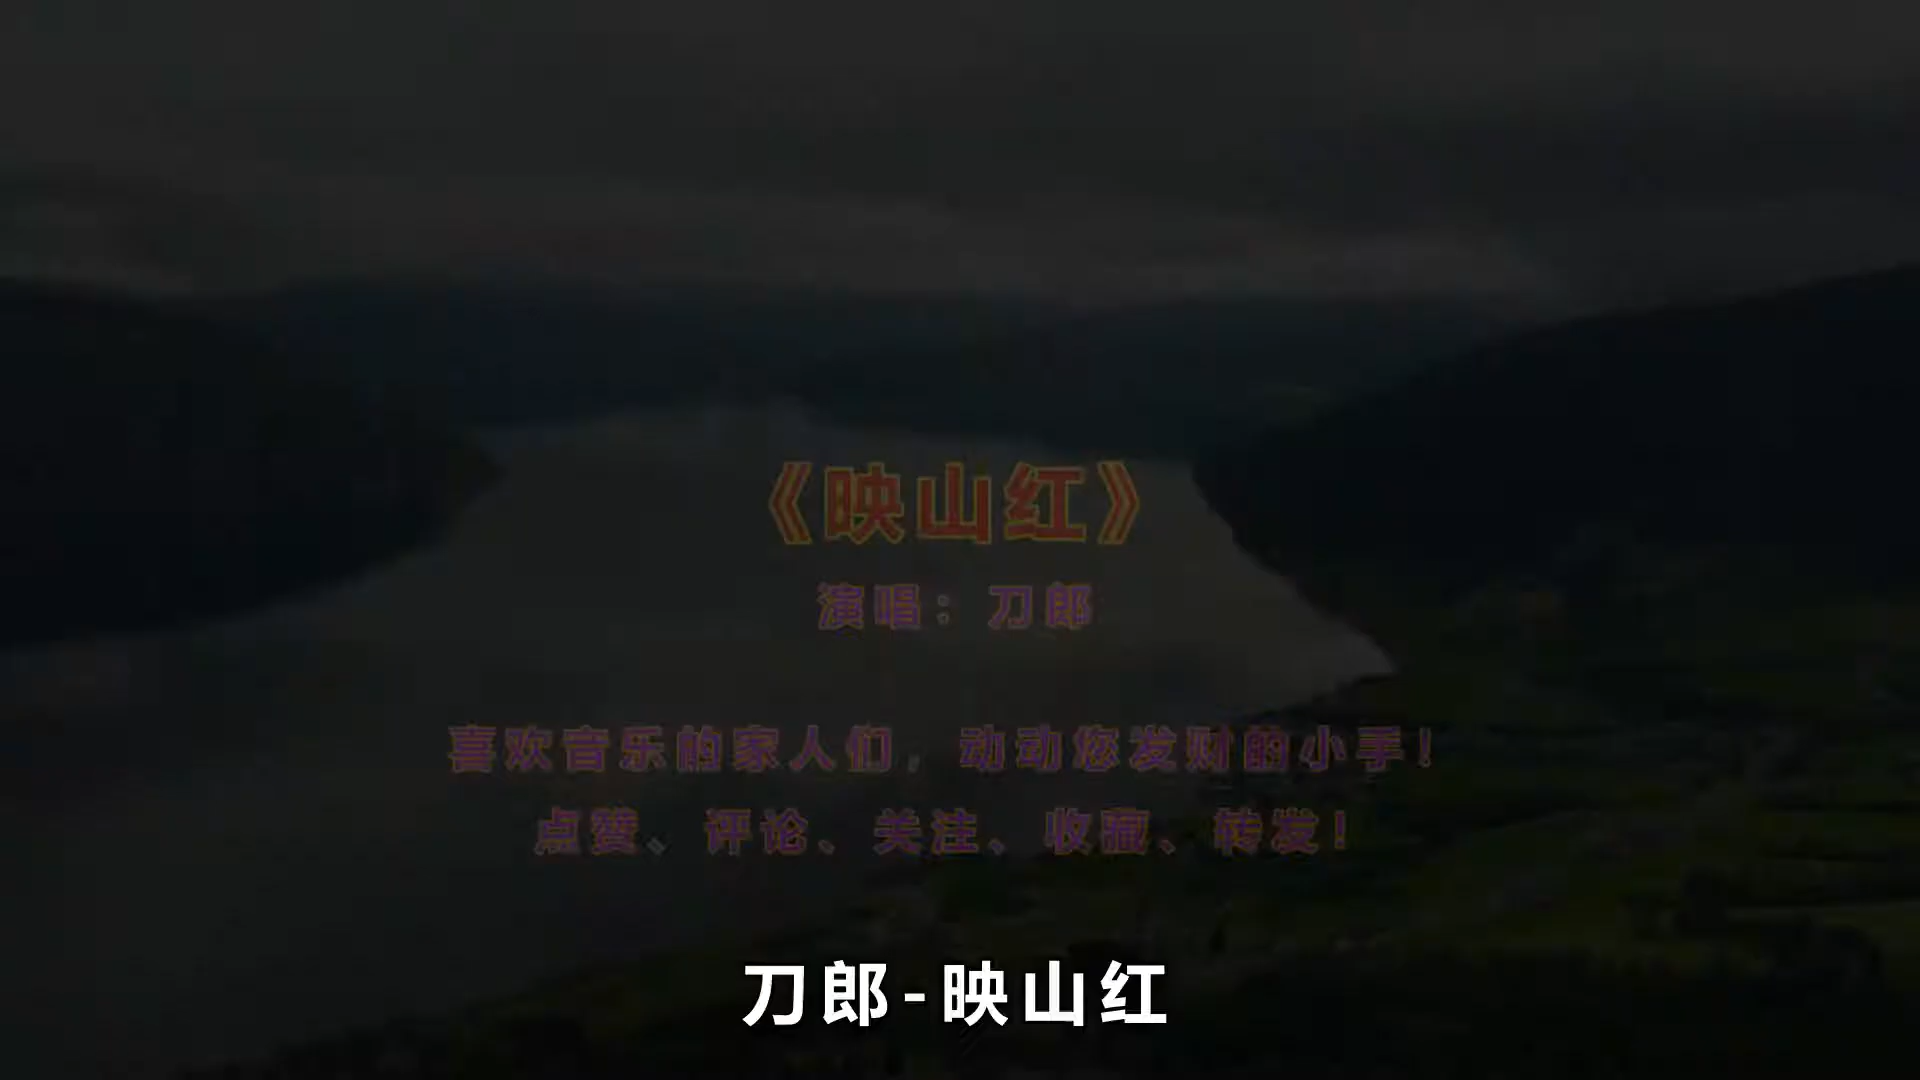 《映山红》
演唱：刀郎
喜欢音乐的家人们，动动您发财的小手！
点赞、评论、关注、收藏、转发！
刀郎-映山红